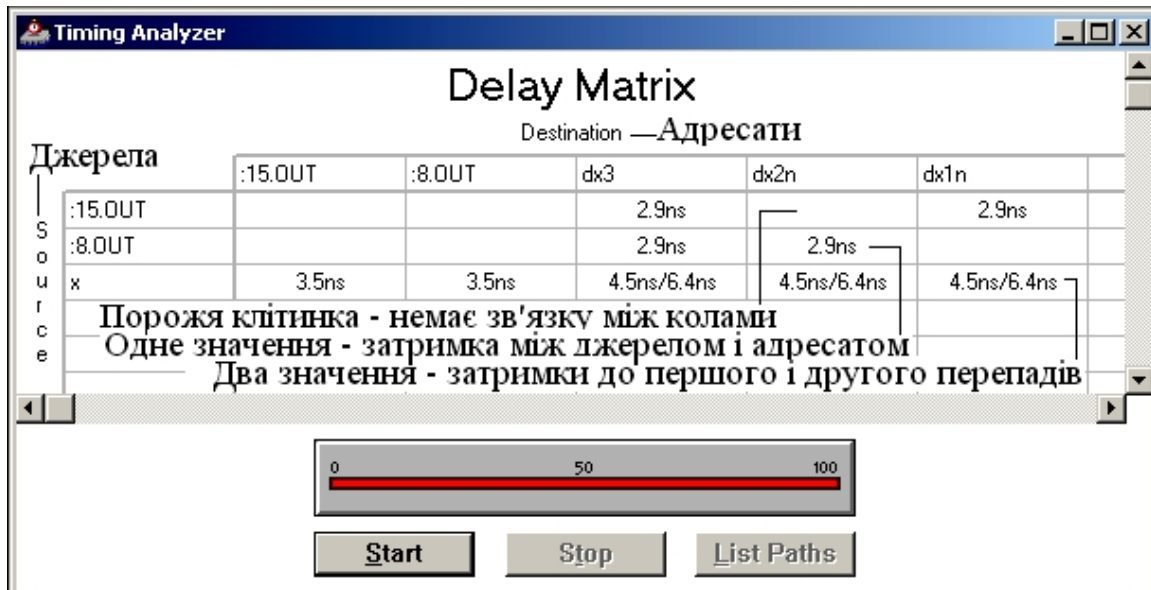 Timing Analyzer
Delay Matrix
Destination — Адресати
Джерела
:15.OUT :8.OUT dx3 dx2n dx1n
Source
:15.OUT 2.9ns 2.9ns
:8.OUT 2.9ns 2.9ns
x 3.5ns 3.5ns 4.5ns/6.4ns 4.5ns/6.4ns 4.5ns/6.4ns
Порожя клітинка - немає зв'язку між колами
Одне значення - затримка між джерелом і адресатом
Два значення - затримки до першого і другого перепадів
0 50 100
Start Stop List Paths